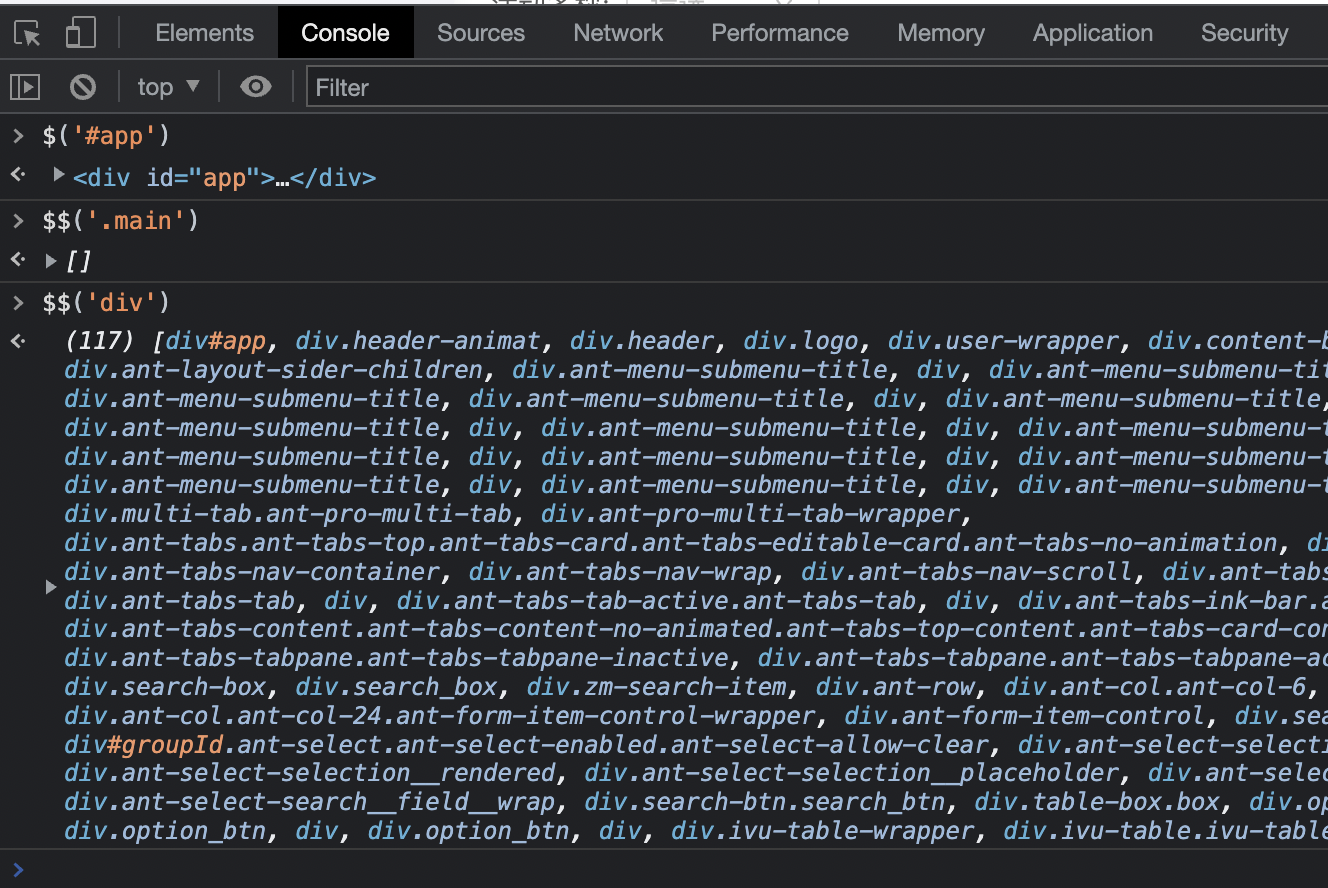 Elements Console Sources Network Performance Memory Application Security
top ▼ Filter
> $('#app')
<div id="app">…</div>
> $$('.main')
[]
> $$('div')
(117) [div#app, div.header-animat, div.header, div.logo, div.user-wrapper, div.content-b
div.ant-layout-sider-children, div.ant-menu-submenu-title, div, div.ant-menu-submenu-tit
div.ant-menu-submenu-title, div.ant-menu-submenu-title, div, div.ant-menu-submenu-title,
div.ant-menu-submenu-title, div, div.ant-menu-submenu-title, div, div.ant-menu-submenu-t
div.ant-menu-submenu-title, div, div.ant-menu-submenu-title, div, div.ant-menu-submenu-t
div.ant-menu-submenu-title, div, div.ant-menu-submenu-title, div, div.ant-menu-submenu-t
div.multi-tab.ant-pro-multi-tab, div.ant-pro-multi-tab-wrapper,
div.ant-tabs.ant-tabs-top.ant-tabs-card.ant-tabs-editable-card.ant-tabs-no-animation, di
div.ant-tabs-nav-container, div.ant-tabs-nav-wrap, div.ant-tabs-nav-scroll, div.ant-tabs
div.ant-tabs-tab, div, div.ant-tabs-tab-active.ant-tabs-tab, div, div.ant-tabs-ink-bar.a
div.ant-tabs-content.ant-tabs-content-no-animated.ant-tabs-top-content.ant-tabs-card-con
div.ant-tabs-tabpane.ant-tabs-tabpane-inactive, div.ant-tabs-tabpane.ant-tabs-tabpane-ac
div.search-box, div.search_box, div.zm-search-item, div.ant-row, div.ant-col.ant-col-6,
div.ant-col.ant-col-24.ant-form-item-control-wrapper, div.ant-form-item-control, div.sea
div#groupId.ant-select.ant-select-enabled.ant-select-allow-clear, div.ant-select-selecti
div.ant-select-selection__rendered, div.ant-select-selection__placeholder, div.ant-selec
div.ant-select-search__field__wrap, div.search-btn.search_btn, div.table-box.box, div.op
div.option_btn, div, div.option_btn, div, div.ivu-table-wrapper, div.ivu-table.ivu-table
>